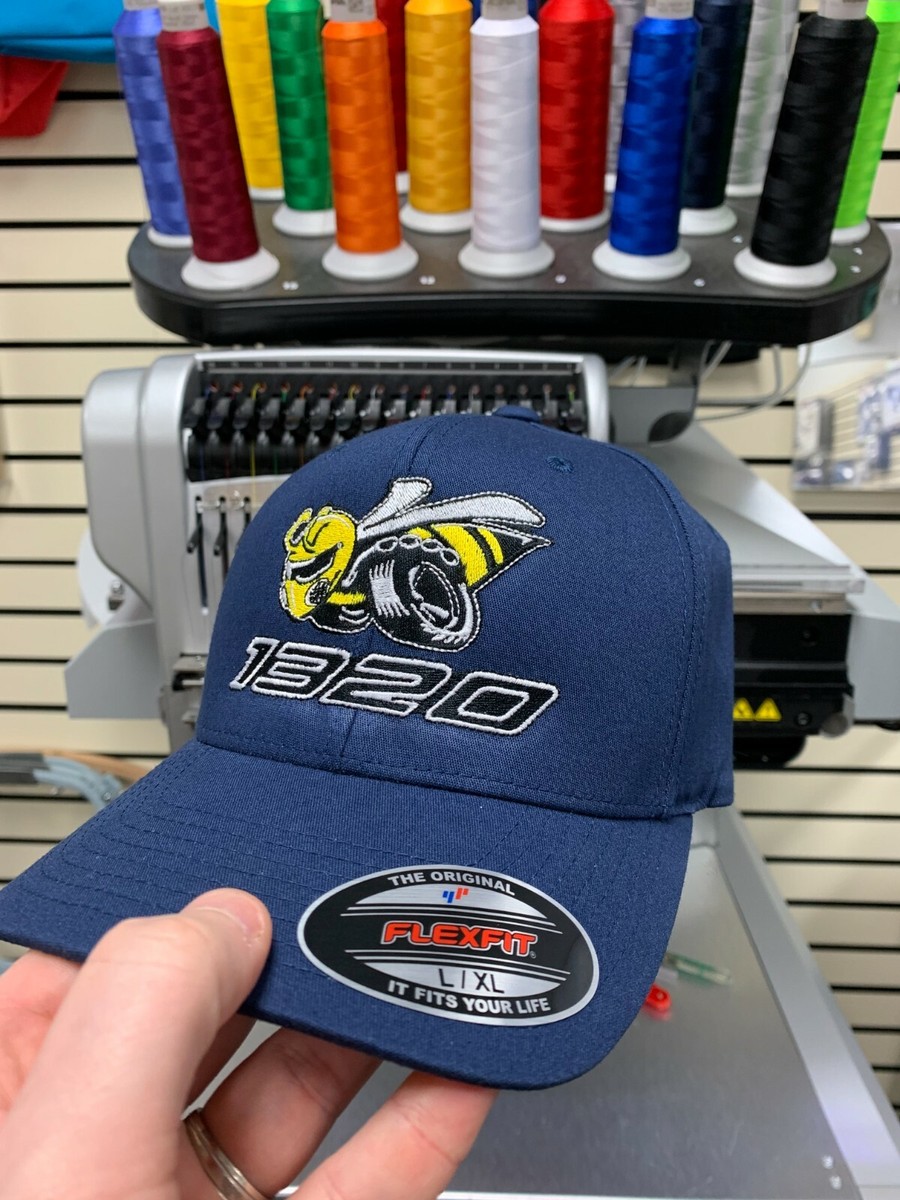 1320
THE ORIGINAL
FLEXFIT®
L/XL
IT FITS YOUR LIFE